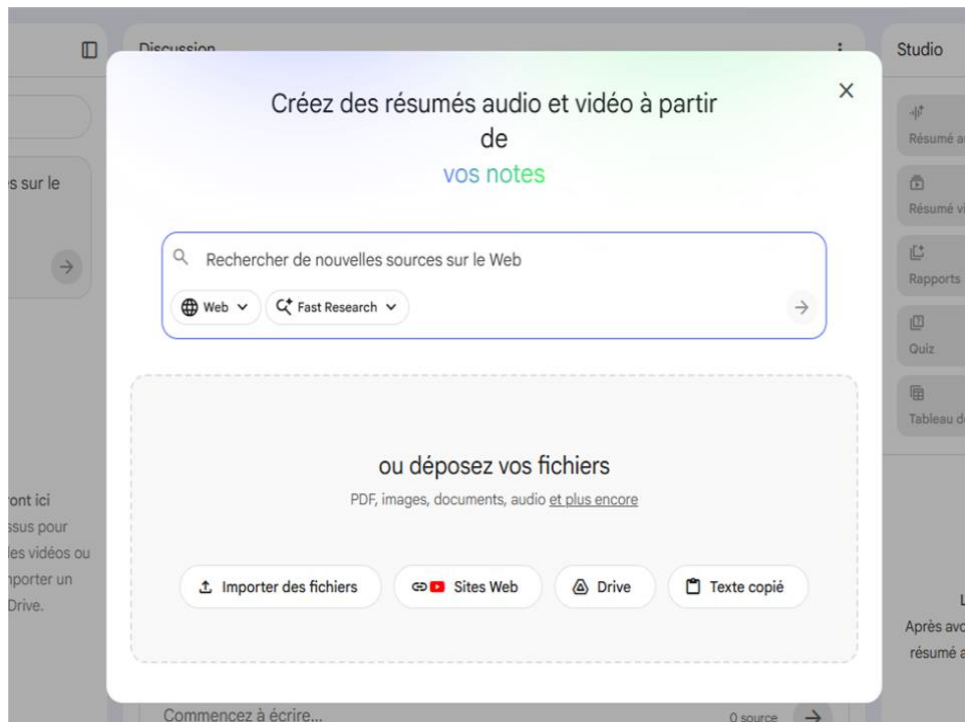 Discussion
Studio
Créez des résumés audio et vidéo à partir
de
vos notes
Rechercher de nouvelles sources sur le Web
Web
Fast Research
ou déposez vos fichiers
PDF, images, documents, audio et plus encore
Importer des fichiers
Sites Web
Drive
Texte copié
s sur le
ont ici
ssus pour
les vidéos ou
nporter un
Drive.
Commencez à écrire...
0 source
Résumé a
Résumé vi
Rapports
Quiz
Tableau d
L
Après avo
résumé a